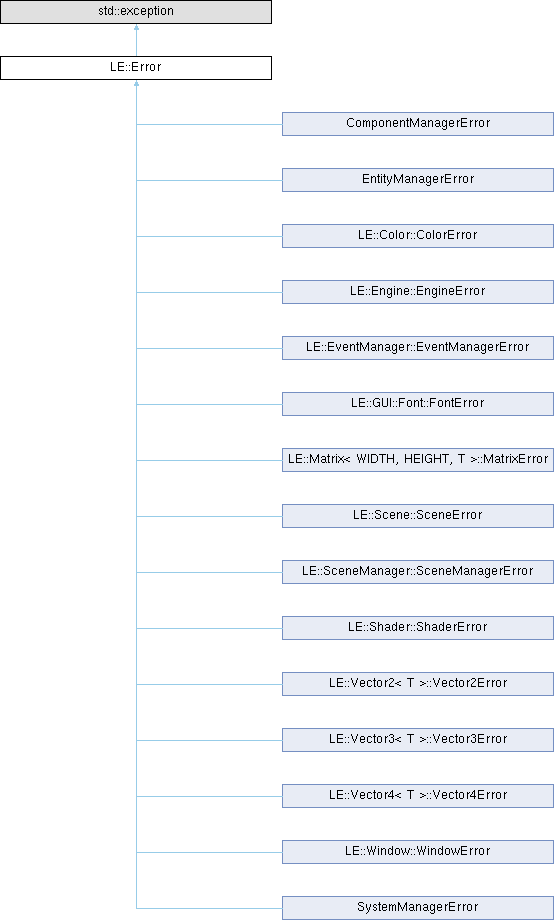 std::exception
LE::Error
ComponentManagerError
EntityManagerError
LE::Color::ColorError
LE::Engine::EngineError
LE::EventManager::EventManagerError
LE::GUI::Font::FontError
LE::Matrix< WIDTH, HEIGHT, T >::MatrixError
LE::Scene::SceneError
LE::SceneManager::SceneManagerError
LE::Shader::ShaderError
LE::Vector2< T >::Vector2Error
LE::Vector3< T >::Vector3Error
LE::Vector4< T >::Vector4Error
LE::Window::WindowError
SystemManagerError